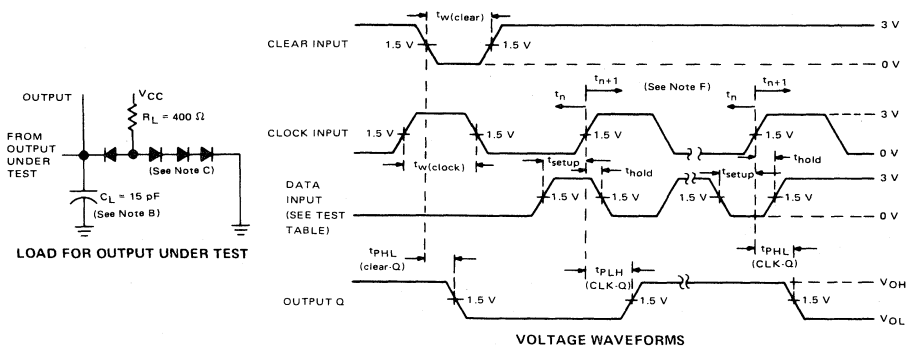 OUTPUT
VCC
RL = 400 Ω
FROM
OUTPUT
UNDER
TEST
(See Note C)
CL = 15 pF
(See Note B)
LOAD FOR OUTPUT UNDER TEST
tw(clear)
CLEAR INPUT
1.5 V
1.5 V
3 V
0 V
tn
tn+1
(See Note F)
tn
tn+1
CLOCK INPUT
1.5 V
1.5 V
1.5 V
1.5 V
3 V
0 V
tw(clock)
tsetup
thold
tsetup
thold
DATA
INPUT
(SEE TEST
TABLE)
1.5 V
1.5 V
1.5 V
1.5 V
3 V
0 V
tPHL
(clear-Q)
tPLH
(CLK-Q)
tPHL
(CLK-Q)
OUTPUT Q
1.5 V
1.5 V
1.5 V
VOH
VOL
VOLTAGE WAVEFORMS